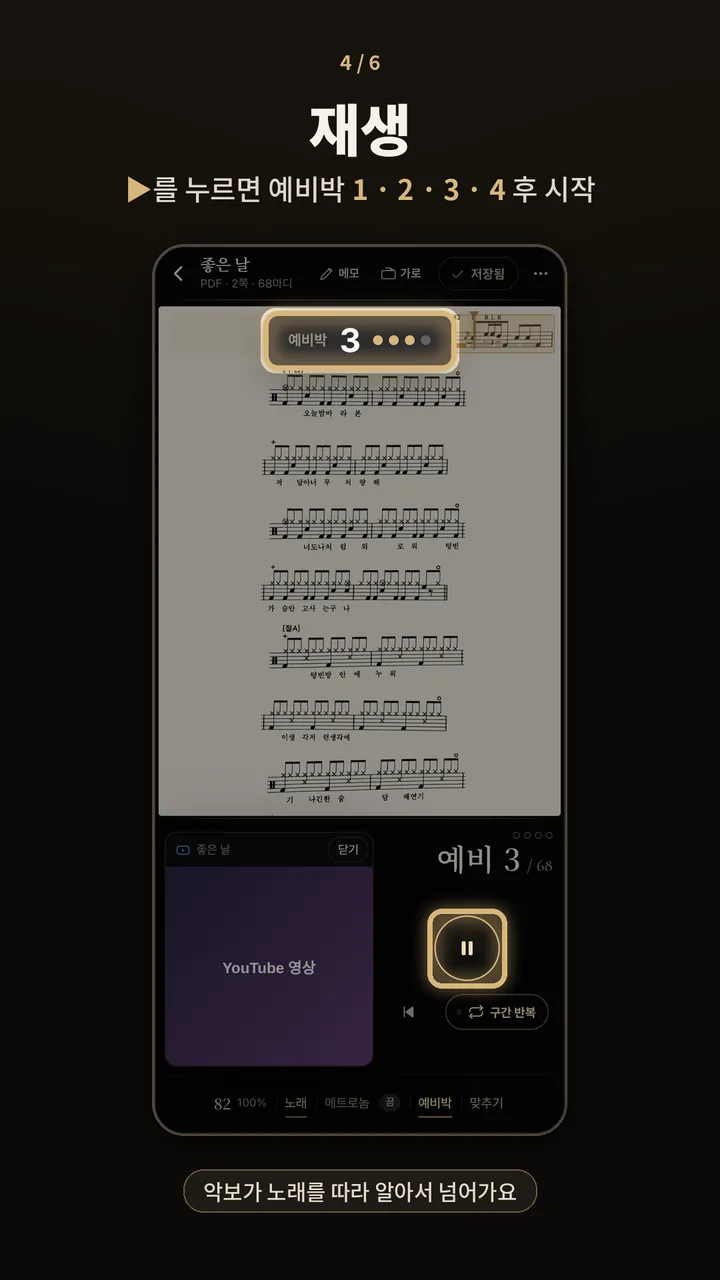 4 / 6
재생
▶를 누르면 예비박 1 · 2 · 3 · 4 후 시작
좋은 날
PDF · 2쪽 · 68마디
메모
가로
저장됨
예비박 3
R L R
오늘밤바 라 본
저 달아너 무 처 량 해
너도나처 럼 외 로 워 텅빈
가 슴안 고사 는구 나
[절A]
텅빈방 안 에 누 워
이생 각저 런생각에
기 나긴한 숨 담 배연기
좋은 날
닫기
YouTube 영상
예비 3 / 68
구간 반복
82 100% 노래 메트로놈 끔 예비박 맞추기
악보가 노래를 따라 알아서 넘어가요